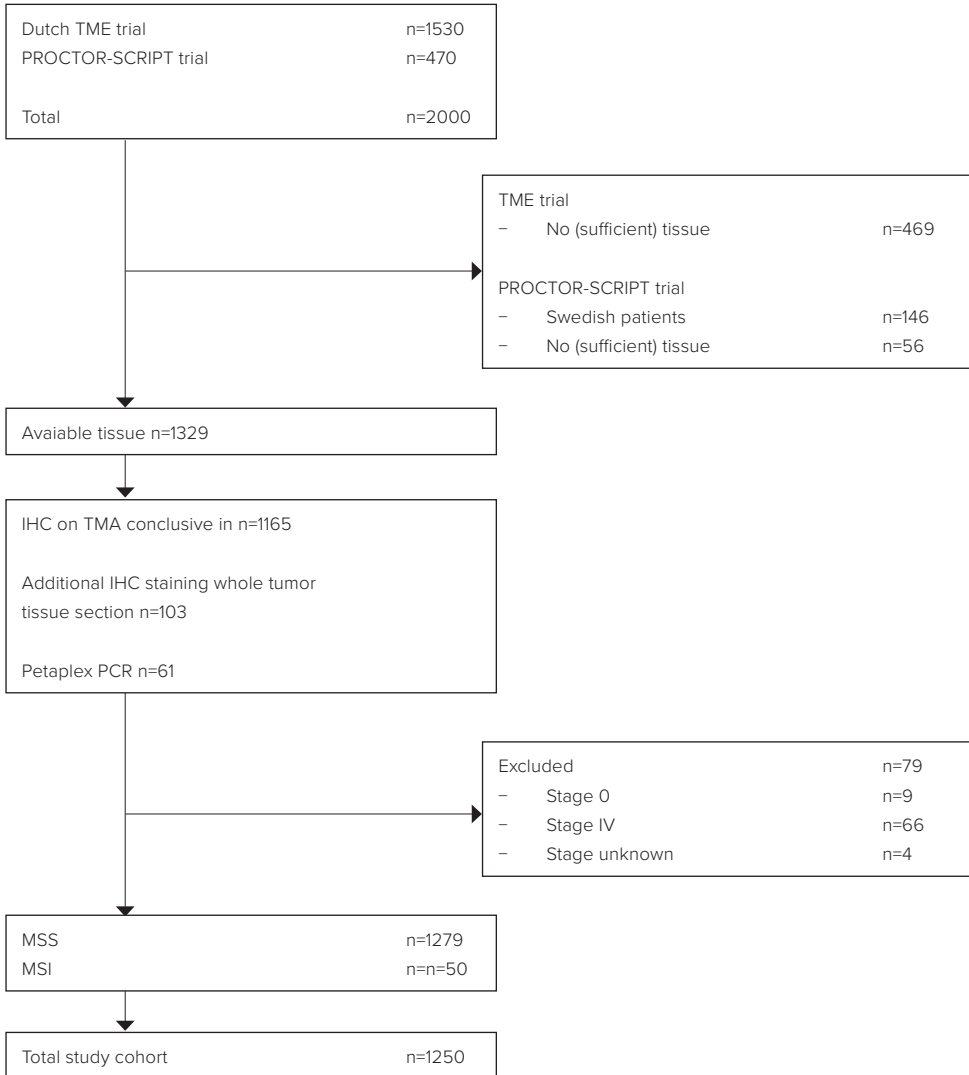 Dutch TME trial n=1530
PROCTOR-SCRIPT trial n=470
Total n=2000
TME trial
– No (sufficient) tissue n=469
PROCTOR-SCRIPT trial
– Swedish patients n=146
– No (sufficient) tissue n=56
Avaiable tissue n=1329
IHC on TMA conclusive in n=1165
Additional IHC staining whole tumor
tissue section n=103
Petaplex PCR n=61
Excluded n=79
– Stage 0 n=9
– Stage IV n=66
– Stage unknown n=4
MSS n=1279
MSI n=n=50
Total study cohort n=1250